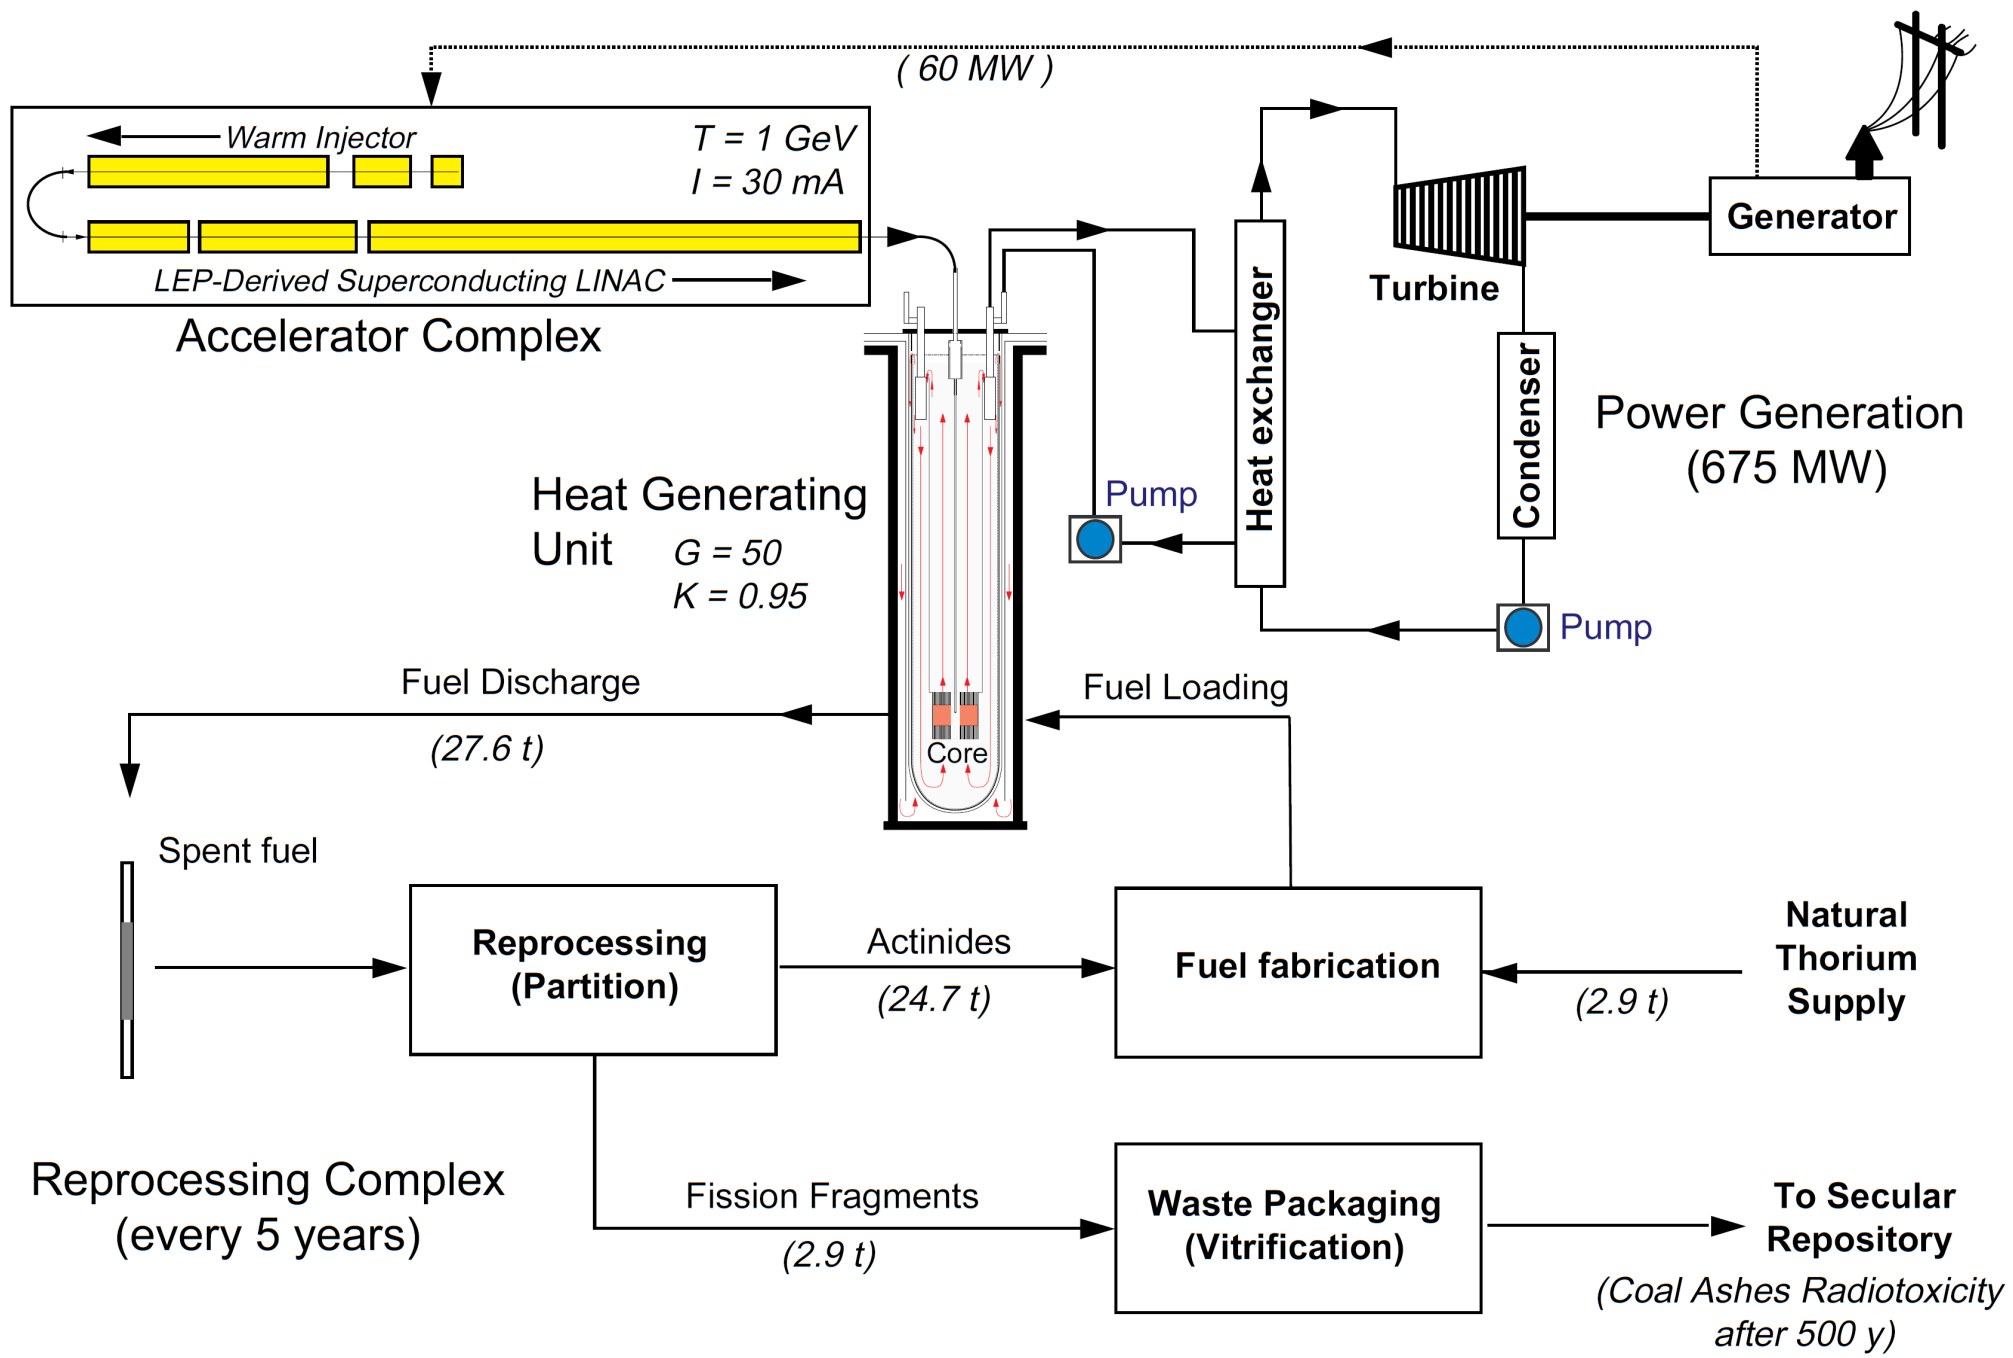 ( 60 MW )
Warm Injector
T = 1 GeV
I = 30 mA
LEP-Derived Superconducting LINAC
Accelerator Complex
Generator
Turbine
Heat exchanger
Condenser
Power Generation
(675 MW)
Pump
Heat Generating
Unit
G = 50
K = 0.95
Pump
Fuel Discharge
(27.6 t)
Fuel Loading
Core
Spent fuel
Reprocessing
(Partition)
Actinides
(24.7 t)
Fuel fabrication
(2.9 t)
Natural
Thorium
Supply
Reprocessing Complex
(every 5 years)
Fission Fragments
(2.9 t)
Waste Packaging
(Vitrification)
To Secular
Repository
(Coal Ashes Radiotoxicity
after 500 y)